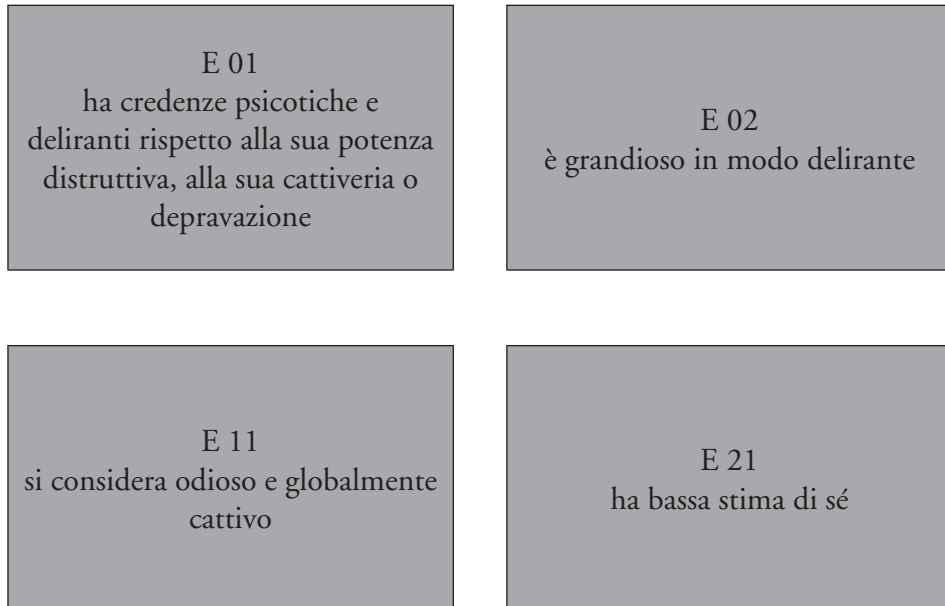 E 01
ha credenze psicotiche e
deliranti rispetto alla sua potenza
distruttiva, alla sua cattiveria o
depravazione
E 02
è grandioso in modo delirante
E 11
si considera odioso e globalmente
cattivo
E 21
ha bassa stima di sé